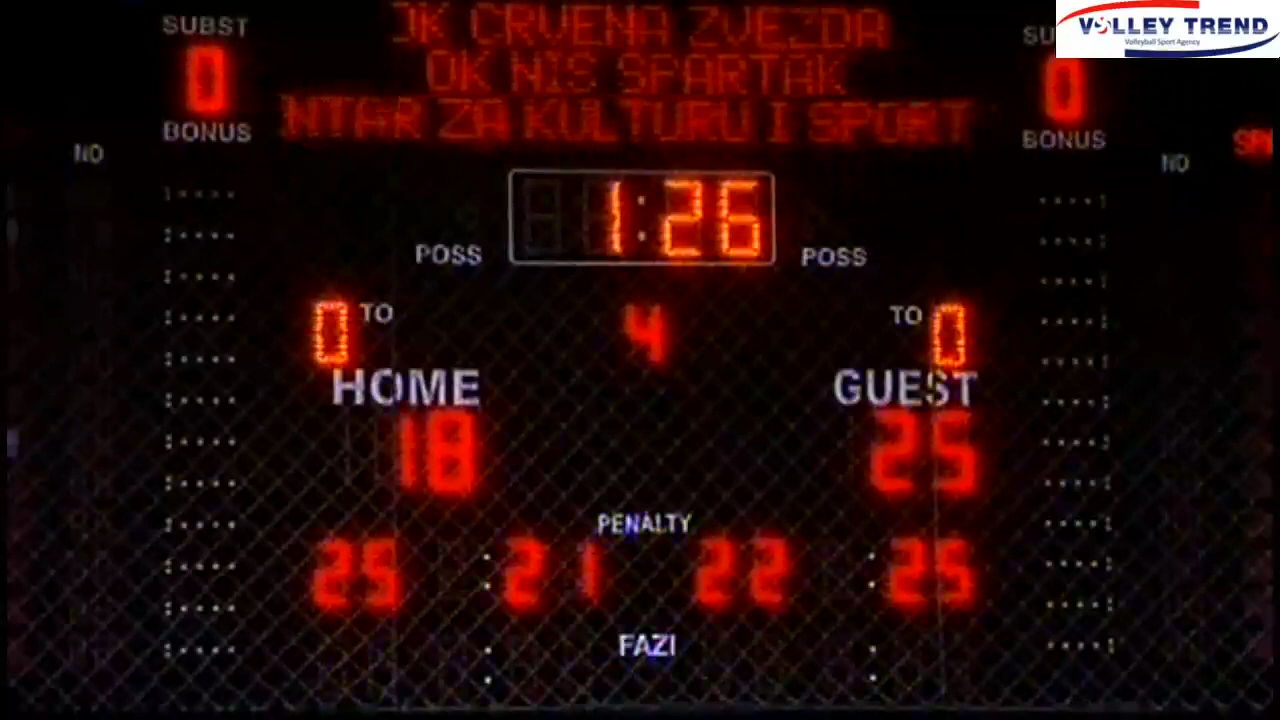 VOLLEY TREND
Volleyball Sport Agency
SUBST
0
BONUS
NO
OK CRVENA ZVEZDA
OK NIS SPARTAK
NTAR ZA KULTURU I SPORT
0
BONUS
NO
1:26
POSS POSS
0 TO 4 TO 0
HOME GUEST
18 25
PENALTY
25 21 22 25
FAZI